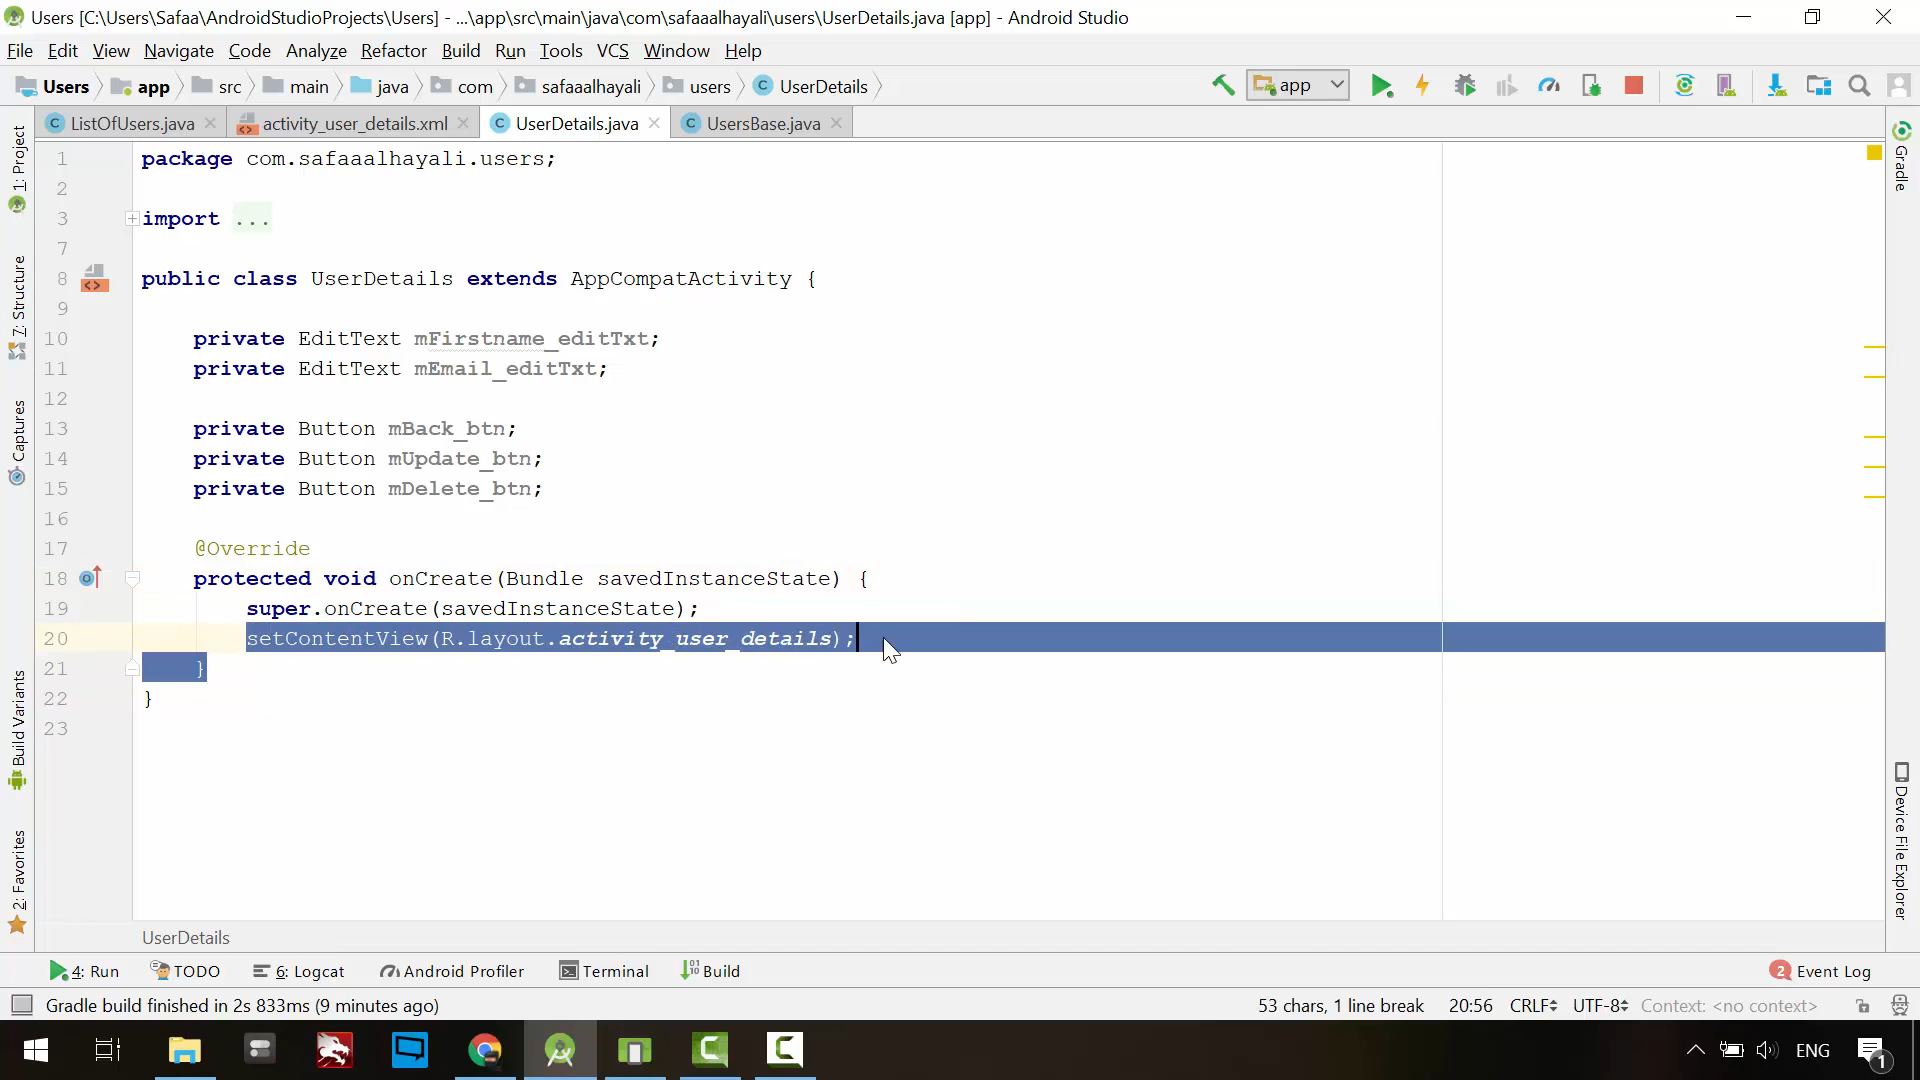 Users [C:\Users\Safaa\AndroidStudioProjects\Users] - ...\app\src\main\java\com\safaaalhayali\users\UserDetails.java [app] - Android Studio
File Edit View Navigate Code Analyze Refactor Build Run Tools VCS Window Help
Users app src main java com safaaalhayali users UserDetails app
ListOfUsers.java activity_user_details.xml UserDetails.java UsersBase.java
1: Project
7: Structure
Captures
Build Variants
2: Favorites
1 package com.safaaalhayali.users;
2
3 import ...
7
8 public class UserDetails extends AppCompatActivity {
9
10 private EditText mFirstname_editTxt;
11 private EditText mEmail_editTxt;
12
13 private Button mBack_btn;
14 private Button mUpdate_btn;
15 private Button mDelete_btn;
16
17 @Override
18 protected void onCreate(Bundle savedInstanceState) {
19 super.onCreate(savedInstanceState);
20 setContentView(R.layout.activity_user_details);
21 }
22 }
23
Gradle
Device File Explorer
UserDetails
4: Run TODO 6: Logcat Android Profiler Terminal Build 2 Event Log
Gradle build finished in 2s 833ms (9 minutes ago) 53 chars, 1 line break 20:56 CRLF UTF-8 Context: <no context>
ENG 1